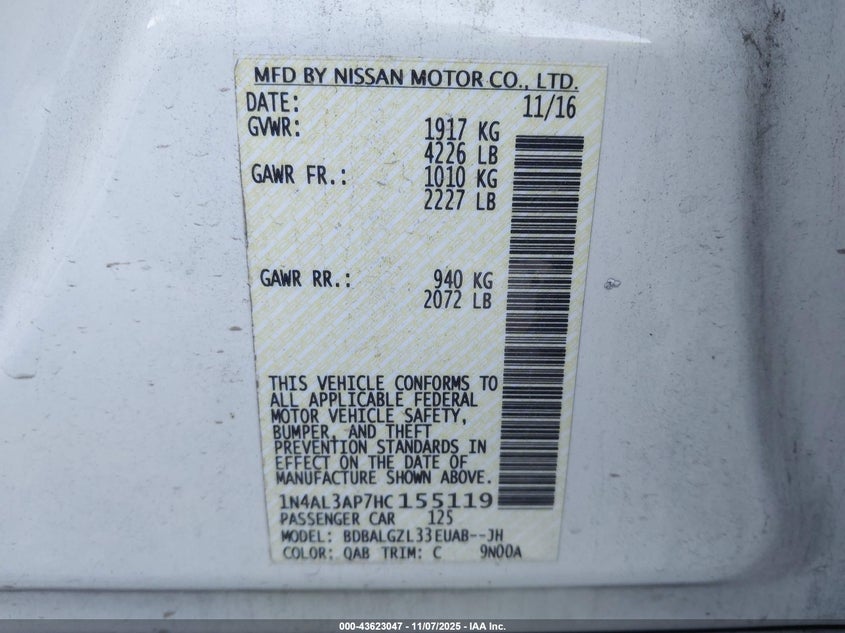 MFD BY NISSAN MOTOR CO., LTD.
DATE: 11/16
GVWR: 1917 KG
4226 LB
GAWR FR.: 1010 KG
2227 LB
GAWR RR.: 940 KG
2072 LB
THIS VEHICLE CONFORMS TO
ALL APPLICABLE FEDERAL
MOTOR VEHICLE SAFETY,
BUMPER, AND THEFT
PREVENTION STANDARDS IN
EFFECT ON THE DATE OF
MANUFACTURE SHOWN ABOVE.
1N4AL3AP7HC155119
PASSENGER CAR 125
MODEL: BDBALGZL33EUAB--JH
COLOR: QAB TRIM: C 9N00A
000-43623047 - 11/07/2025 - IAA Inc.